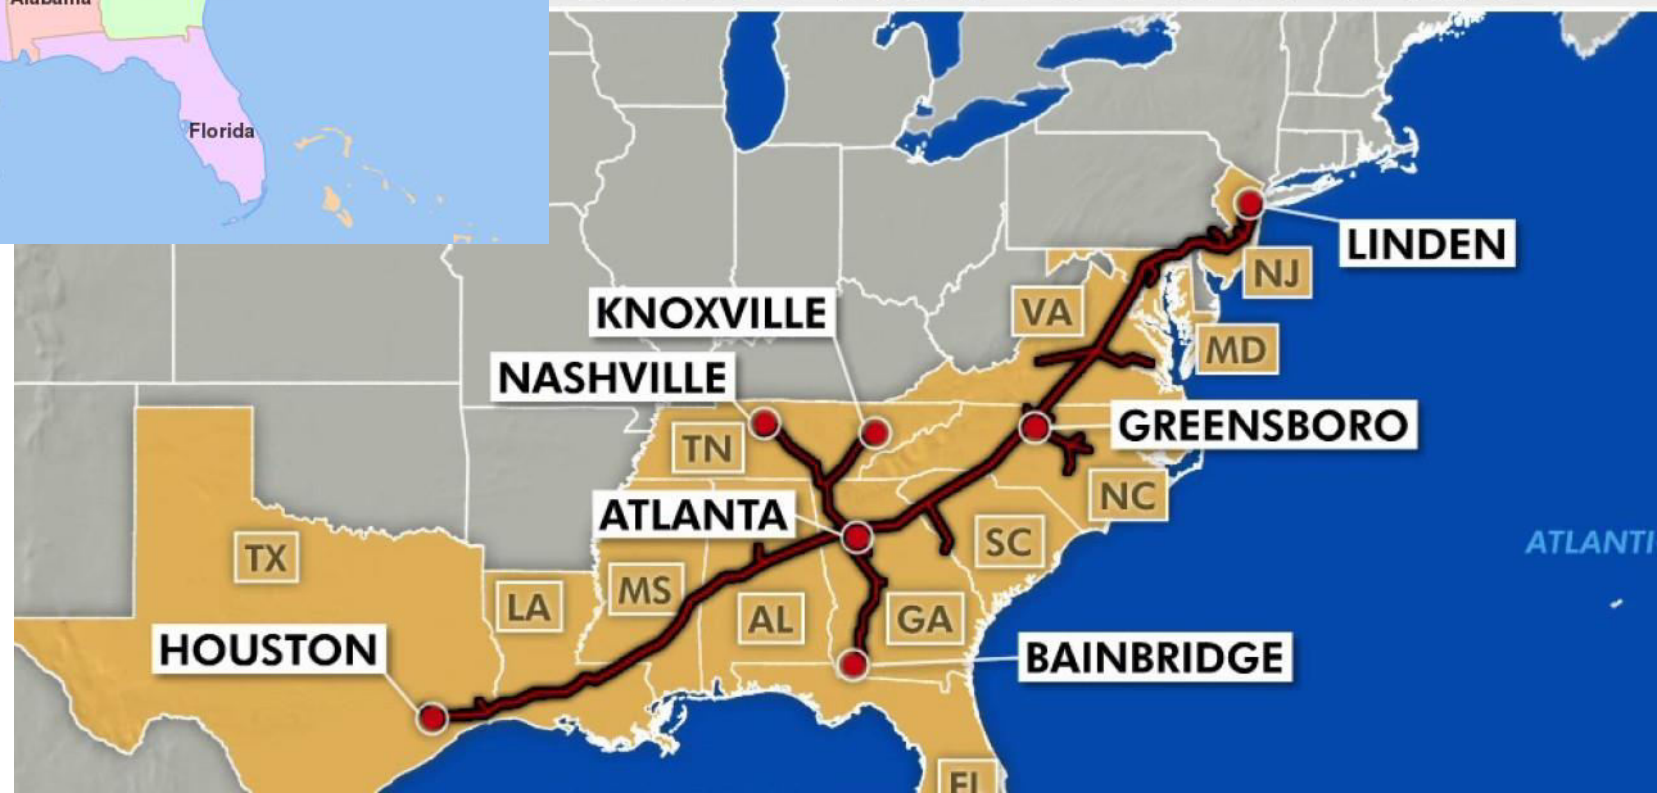 Alabama
Florida
LINDEN
NJ
KNOXVILLE
VA
MD
NASHVILLE
GREENSBORO
TN
NC
ATLANTA
SC
ATLANTI
TX
MS
LA
AL
GA
HOUSTON
BAINBRIDGE
FL